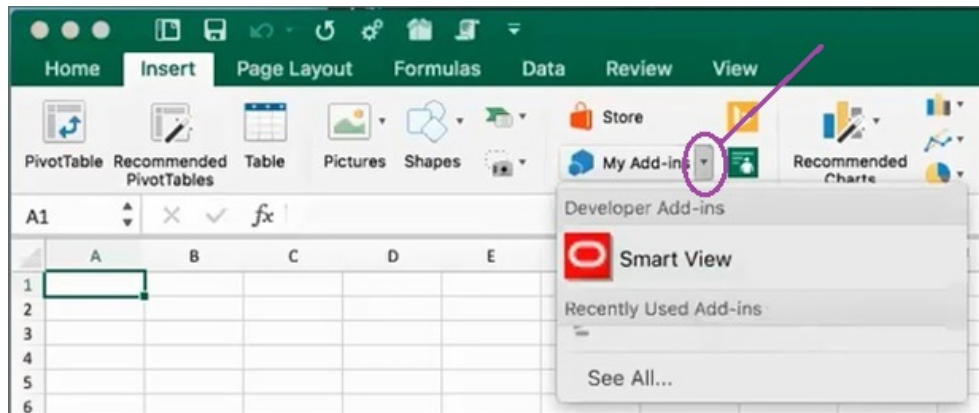 Home Insert Page Layout Formulas Data Review View
Store
PivotTable Recommended PivotTables Table Pictures Shapes
My Add-ins
Recommended Charts
A1 fx
Developer Add-ins
A B C D E
Smart View
1
2
Recently Used Add-ins
3
4
See All...
5
6